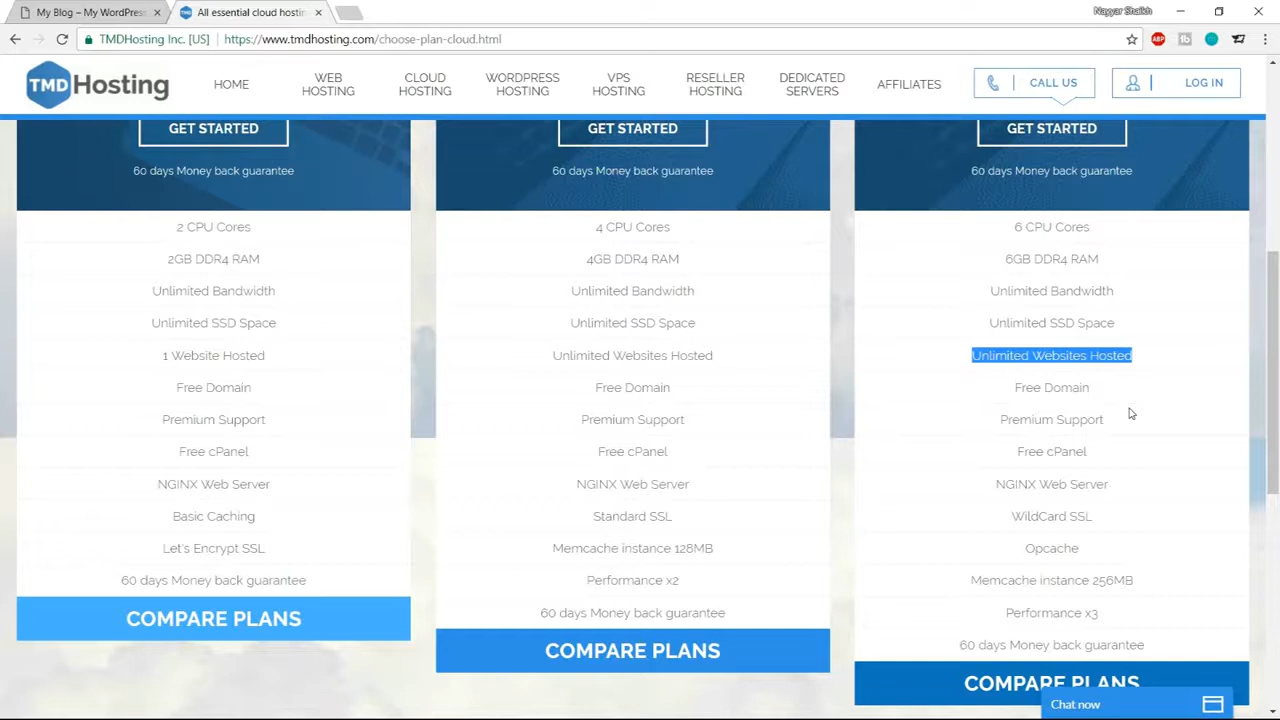 My Blog – My WordPress
All essential cloud hostin
Nayyar Shaikh
TMDHosting Inc. [US]
https://www.tmdhosting.com/choose-plan-cloud.html
ABP
TMDHosting
HOME
WEB HOSTING
CLOUD HOSTING
WORDPRESS HOSTING
VPS HOSTING
RESELLER HOSTING
DEDICATED SERVERS
AFFILIATES
CALL US
LOG IN
GET STARTED
60 days Money back guarantee
2 CPU Cores
2GB DDR4 RAM
Unlimited Bandwidth
Unlimited SSD Space
1 Website Hosted
Free Domain
Premium Support
Free cPanel
NGINX Web Server
Basic Caching
Let's Encrypt SSL
60 days Money back guarantee
COMPARE PLANS
GET STARTED
60 days Money back guarantee
4 CPU Cores
4GB DDR4 RAM
Unlimited Bandwidth
Unlimited SSD Space
Unlimited Websites Hosted
Free Domain
Premium Support
Free cPanel
NGINX Web Server
Standard SSL
Memcache instance 128MB
Performance x2
60 days Money back guarantee
COMPARE PLANS
GET STARTED
60 days Money back guarantee
6 CPU Cores
6GB DDR4 RAM
Unlimited Bandwidth
Unlimited SSD Space
Unlimited Websites Hosted
Free Domain
Premium Support
Free cPanel
NGINX Web Server
WildCard SSL
Opcache
Memcache instance 256MB
Performance x3
60 days Money back guarantee
COMPARE PLANS
Chat now